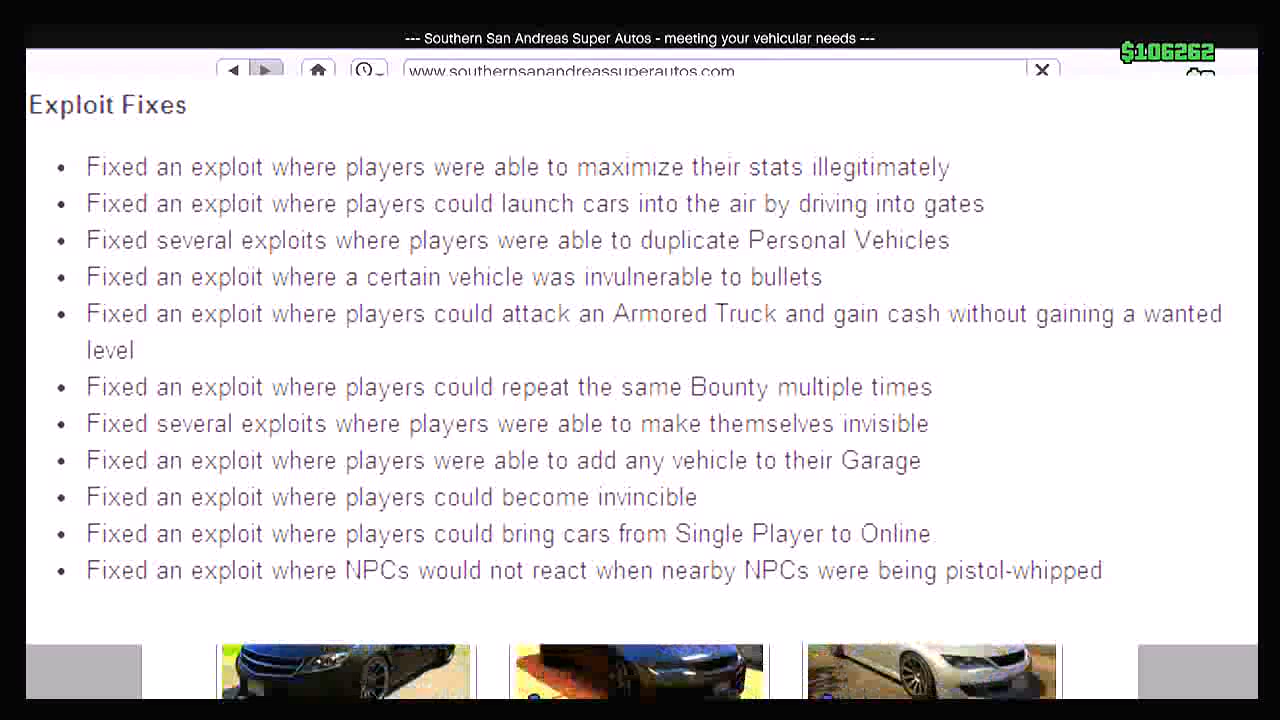 --- Southern San Andreas Super Autos - meeting your vehicular needs ---
$106262
www.southernsanandreassuperautos.com
Exploit Fixes
• Fixed an exploit where players were able to maximize their stats illegitimately
• Fixed an exploit where players could launch cars into the air by driving into gates
• Fixed several exploits where players were able to duplicate Personal Vehicles
• Fixed an exploit where a certain vehicle was invulnerable to bullets
• Fixed an exploit where players could attack an Armored Truck and gain cash without gaining a wanted
level
• Fixed an exploit where players could repeat the same Bounty multiple times
• Fixed several exploits where players were able to make themselves invisible
• Fixed an exploit where players were able to add any vehicle to their Garage
• Fixed an exploit where players could become invincible
• Fixed an exploit where players could bring cars from Single Player to Online
• Fixed an exploit where NPCs would not react when nearby NPCs were being pistol-whipped